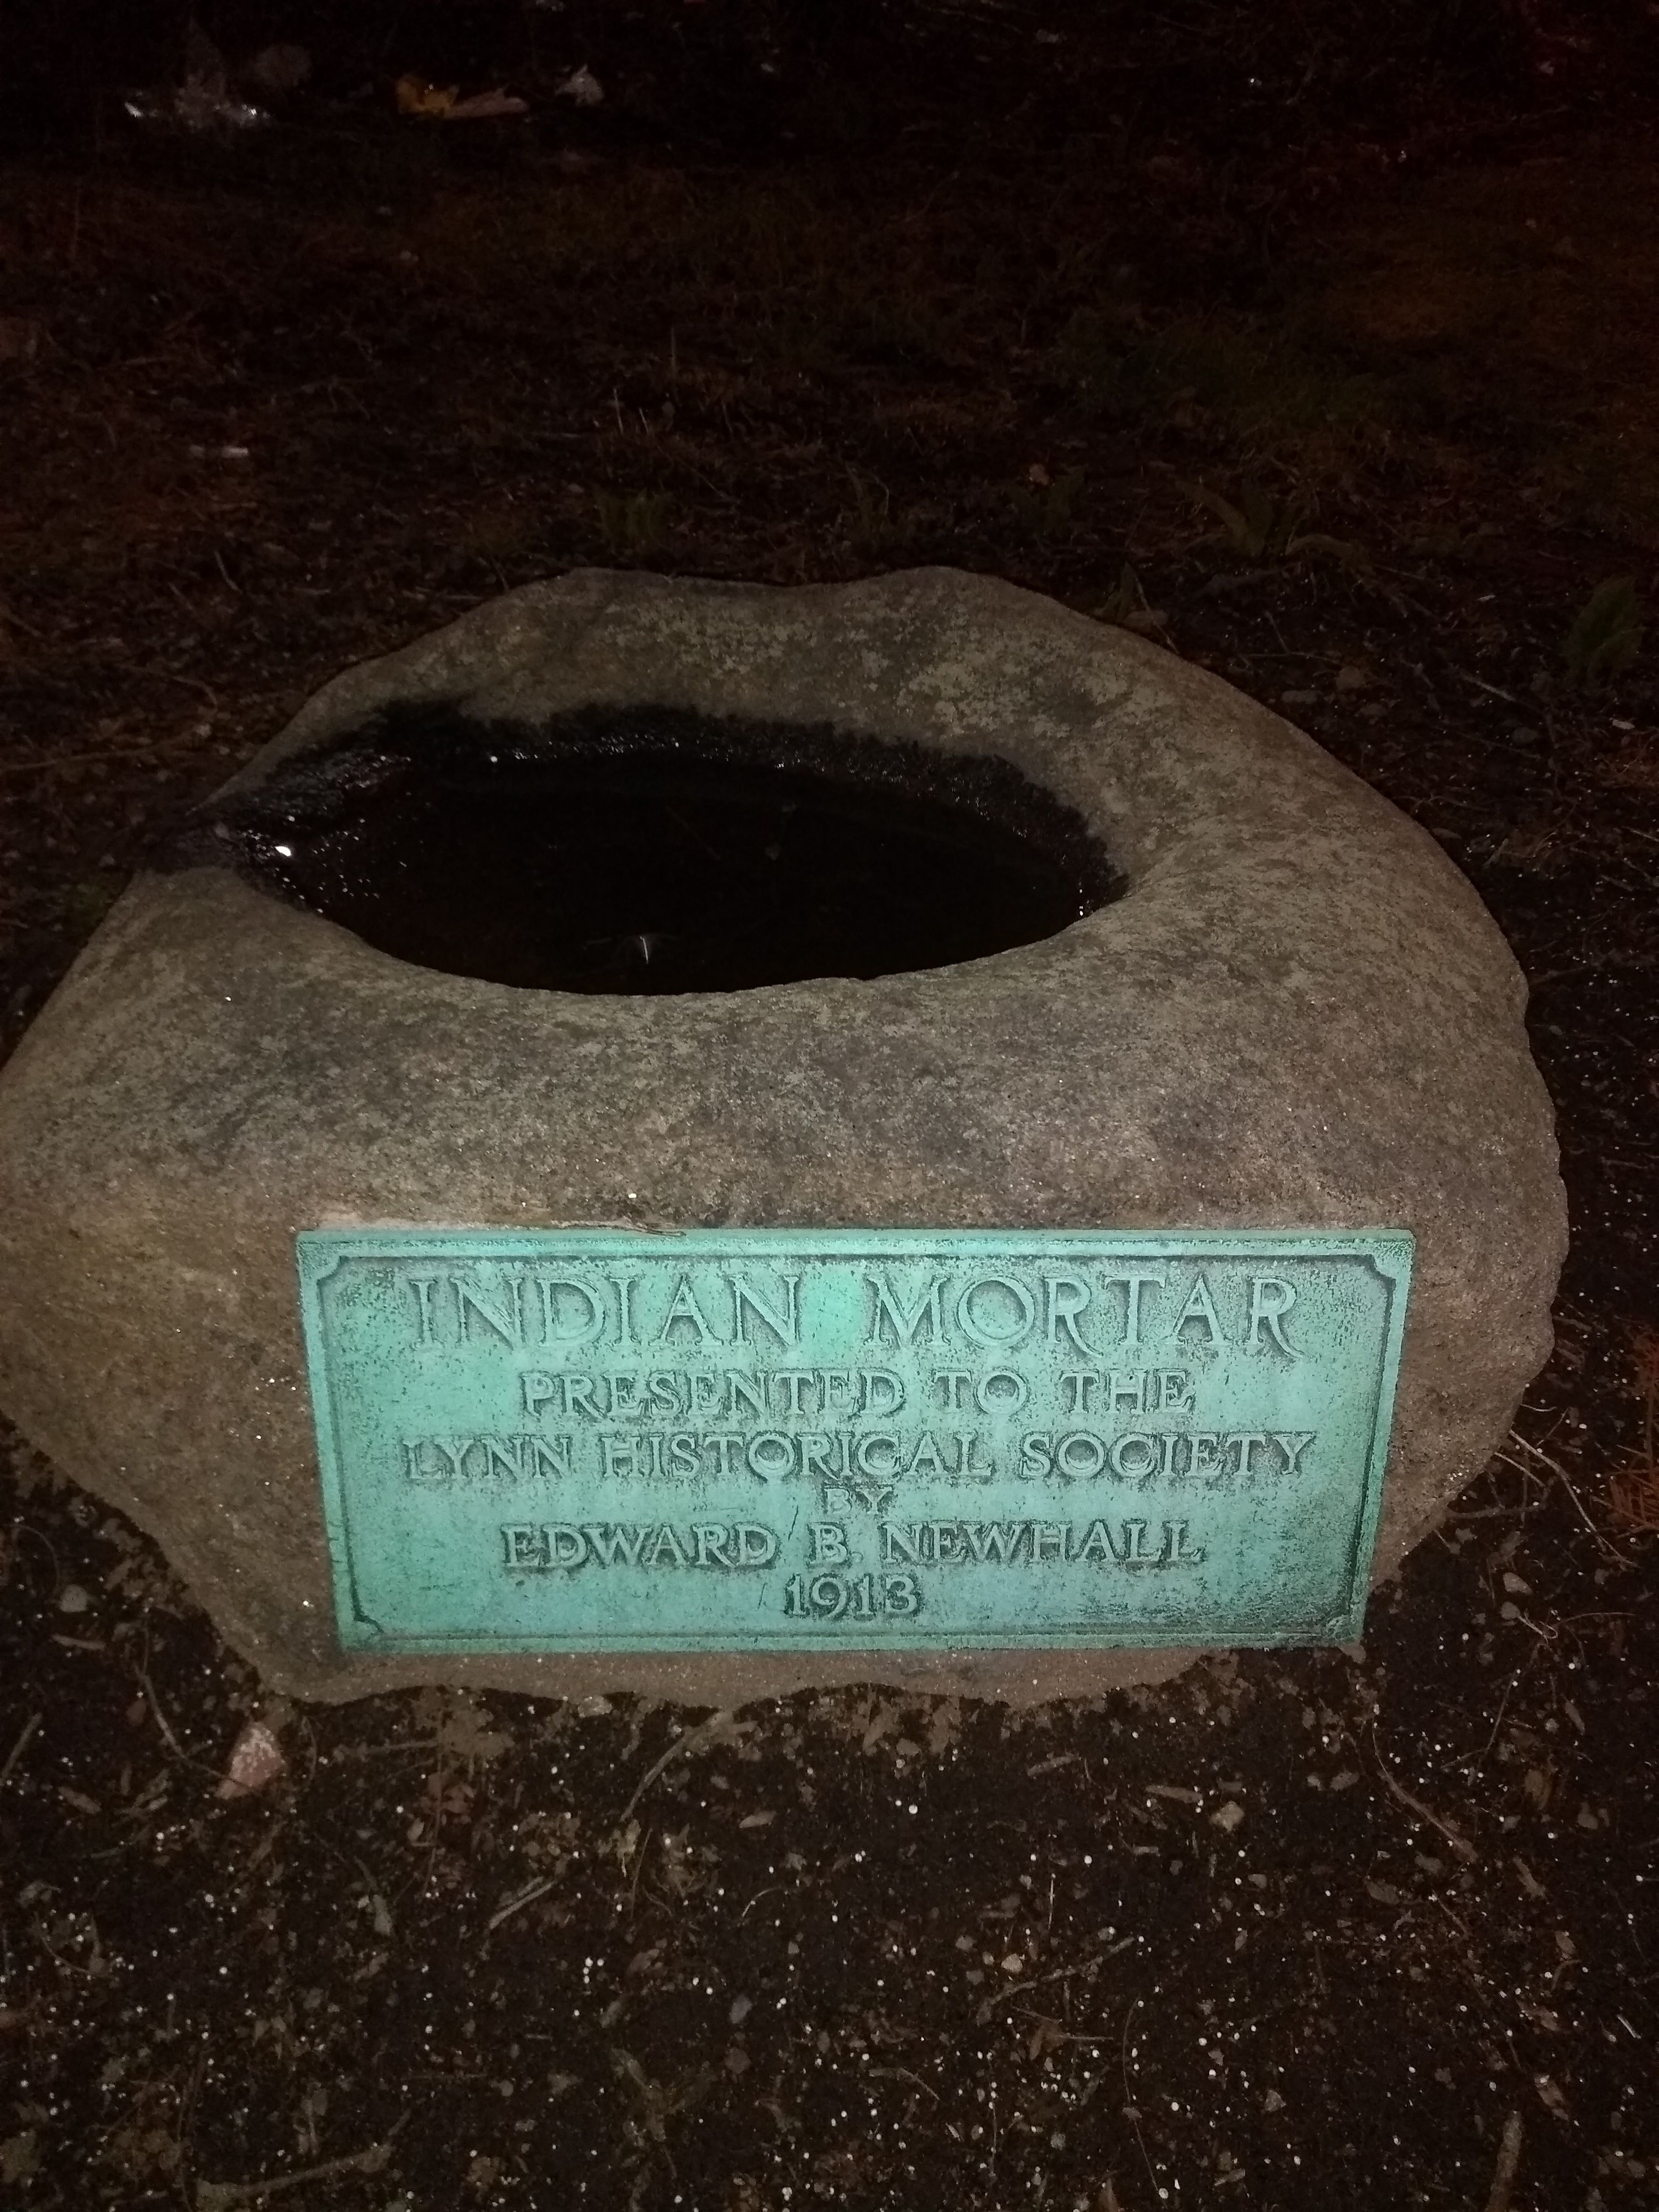 INDIAN MORTAR
PRESENTED TO THE
LYNN HISTORICAL SOCIETY
BY
EDWARD B. NEWHALL
1913